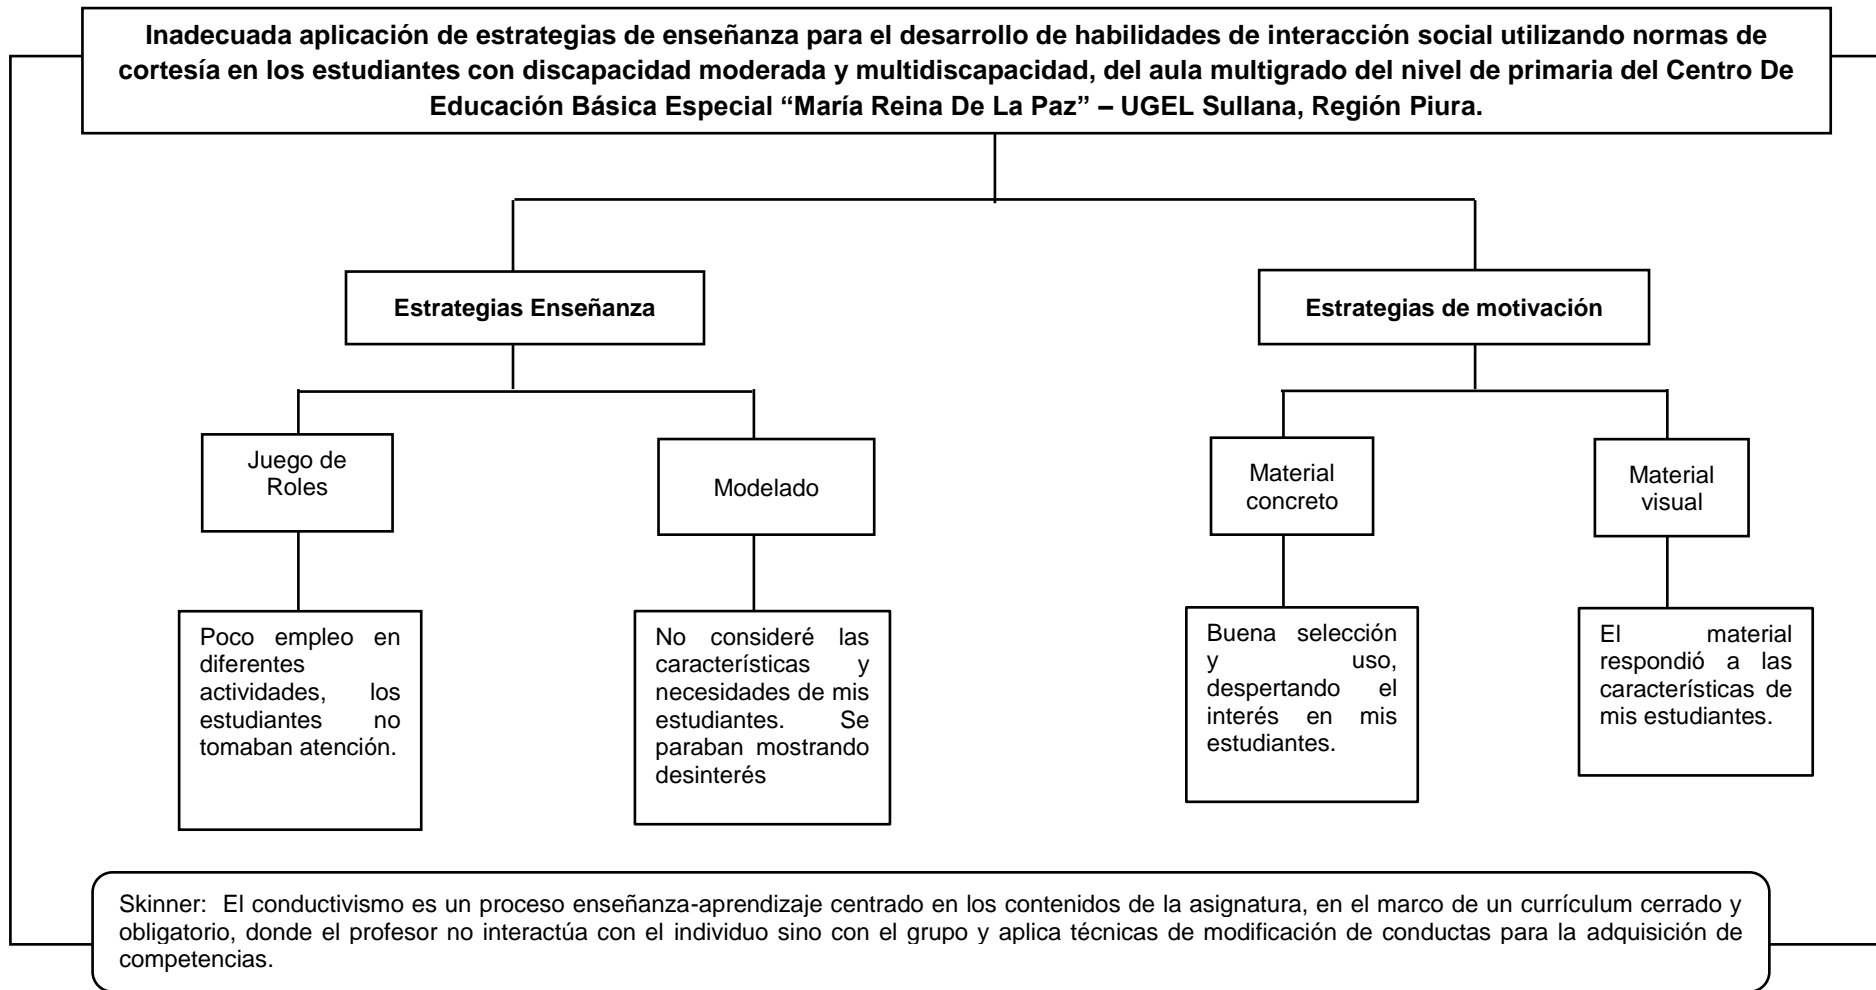 Inadecuada aplicación de estrategias de enseñanza para el desarrollo de habilidades de interacción social utilizando normas de
cortesía en los estudiantes con discapacidad moderada y multidiscapacidad, del aula multigrado del nivel de primaria del Centro De
Educación Básica Especial “María Reina De La Paz” – UGEL Sullana, Región Piura.
Estrategias Enseñanza
Estrategias de motivación
Juego de
Roles
Modelado
Material
concreto
Material
visual
Poco empleo en
diferentes
actividades, los
estudiantes no
tomaban atención.
No consideré las
características y
necesidades de mis
estudiantes. Se
paraban mostrando
desinterés
Buena selección
y uso,
despertando el
interés en mis
estudiantes.
El material
respondió a las
características de
mis estudiantes.
Skinner: El conductivismo es un proceso enseñanza-aprendizaje centrado en los contenidos de la asignatura, en el marco de un currículum cerrado y
obligatorio, donde el profesor no interactúa con el individuo sino con el grupo y aplica técnicas de modificación de conductas para la adquisición de
competencias.